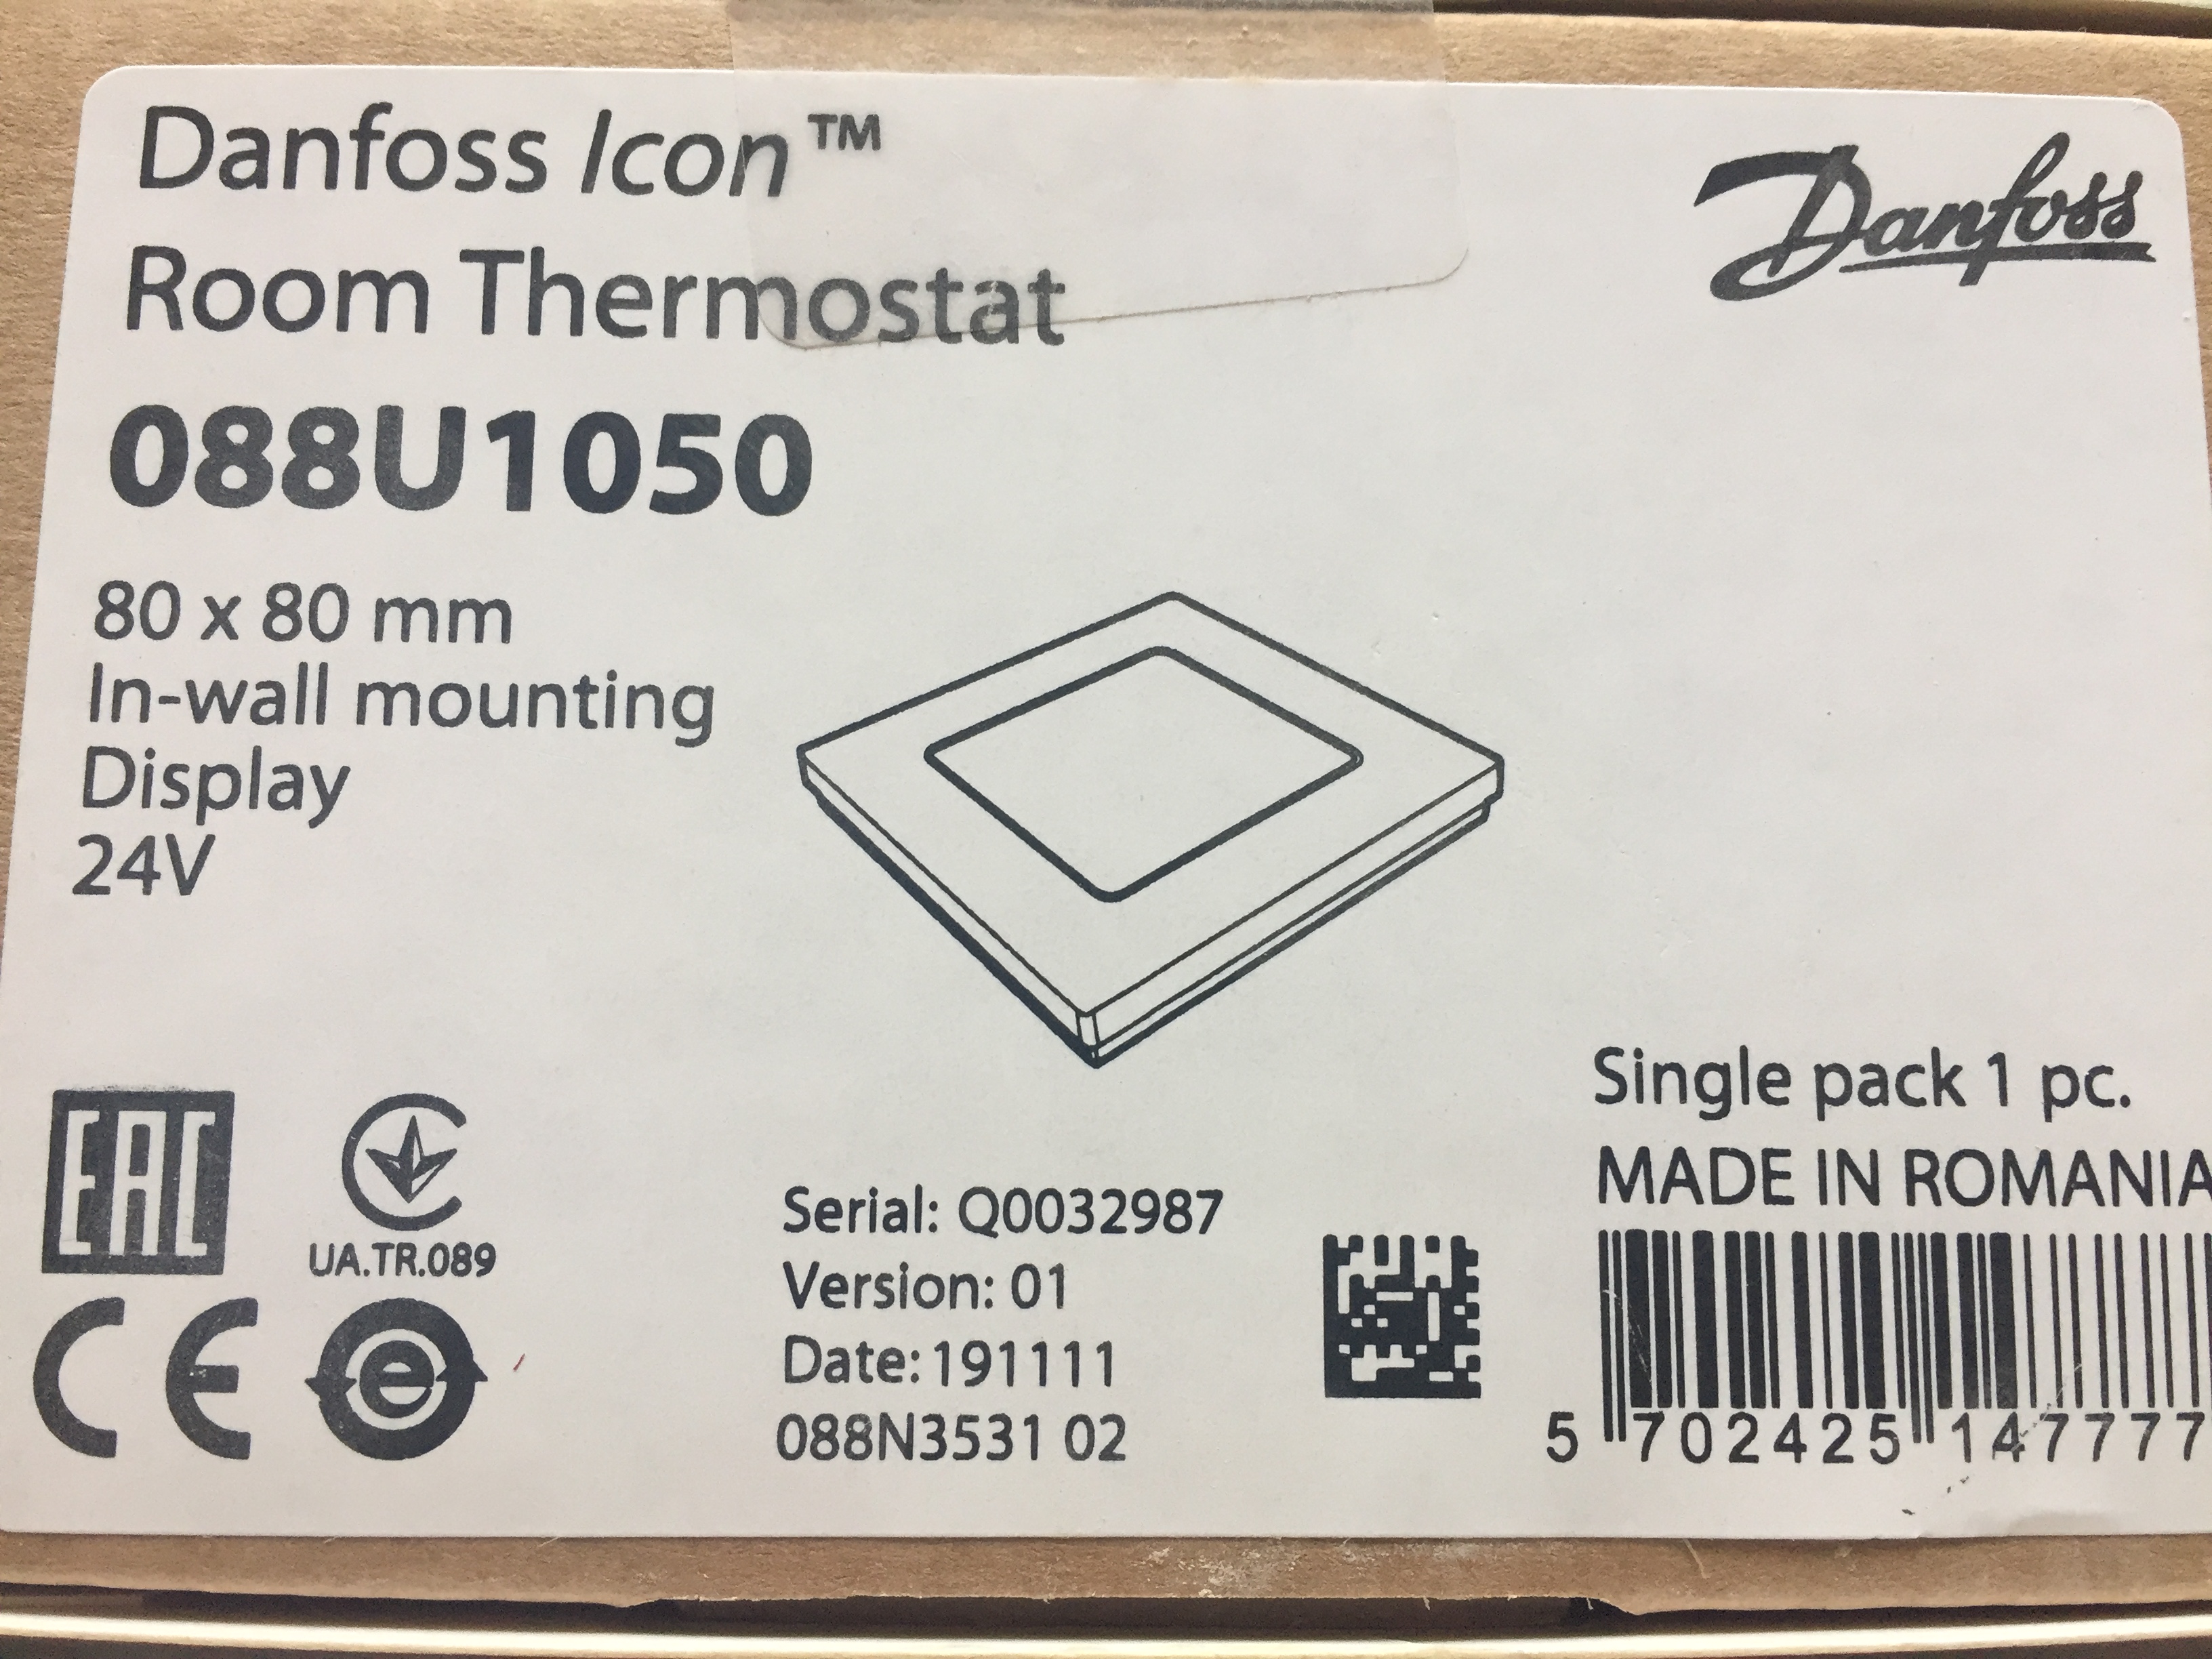 Danfoss Icon™
Danfoss
Room Thermostat
088U1050
80 x 80 mm
In-wall mounting
Display
24V
Single pack 1 pc.
MADE IN ROMANIA
EAC
UA.TR.089
CE
e
Serial: Q0032987
Version: 01
Date: 191111
088N3531 02
5 702425 147777